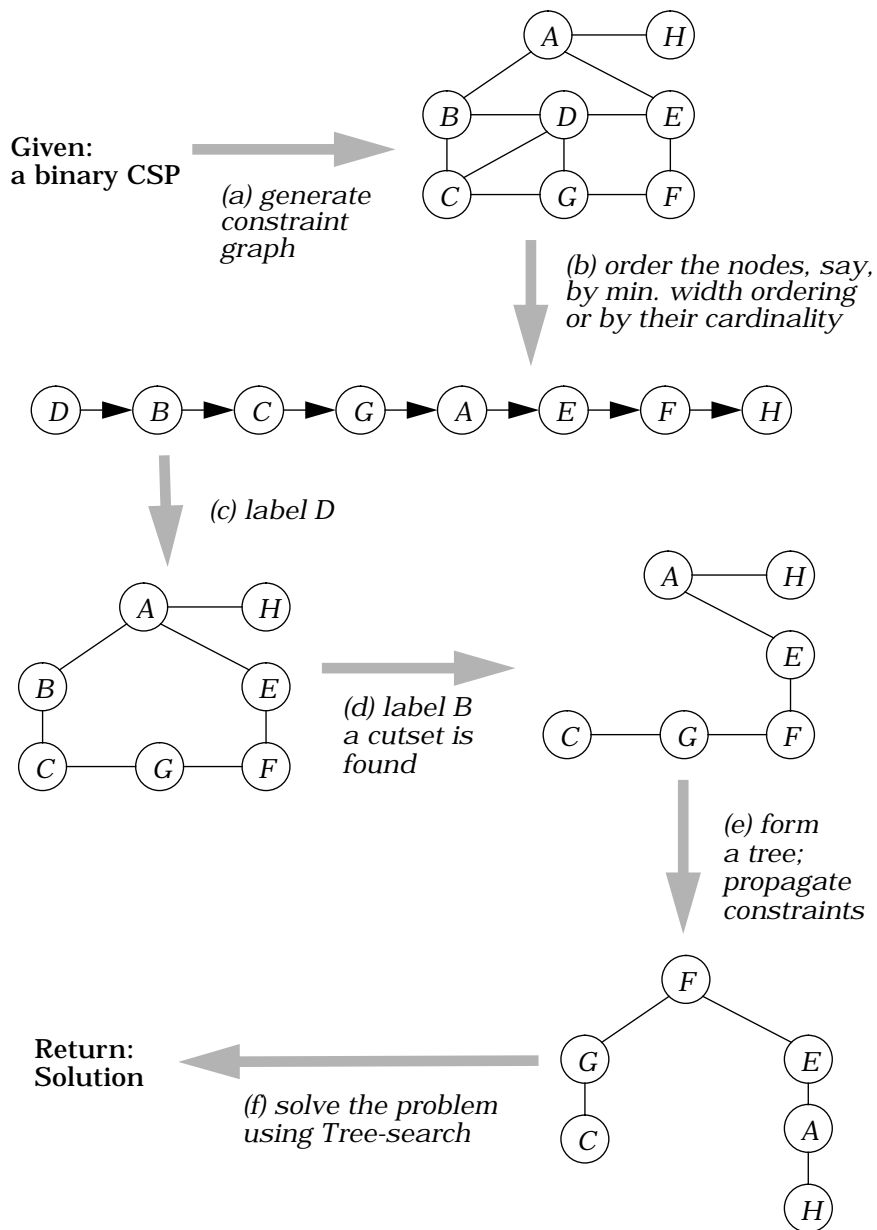 A H
B D E
Given:
a binary CSP
C G F
(a) generate
constraint
graph
(b) order the nodes, say,
by min. width ordering
or by their cardinality
D B C G A E F H
(c) label D
A H
B E
C G F
(d) label B
a cutset is
found
A H
E
C G F
(e) form
a tree;
propagate
constraints
F
G E
C A
H
Return:
Solution
(f) solve the problem
using Tree-search